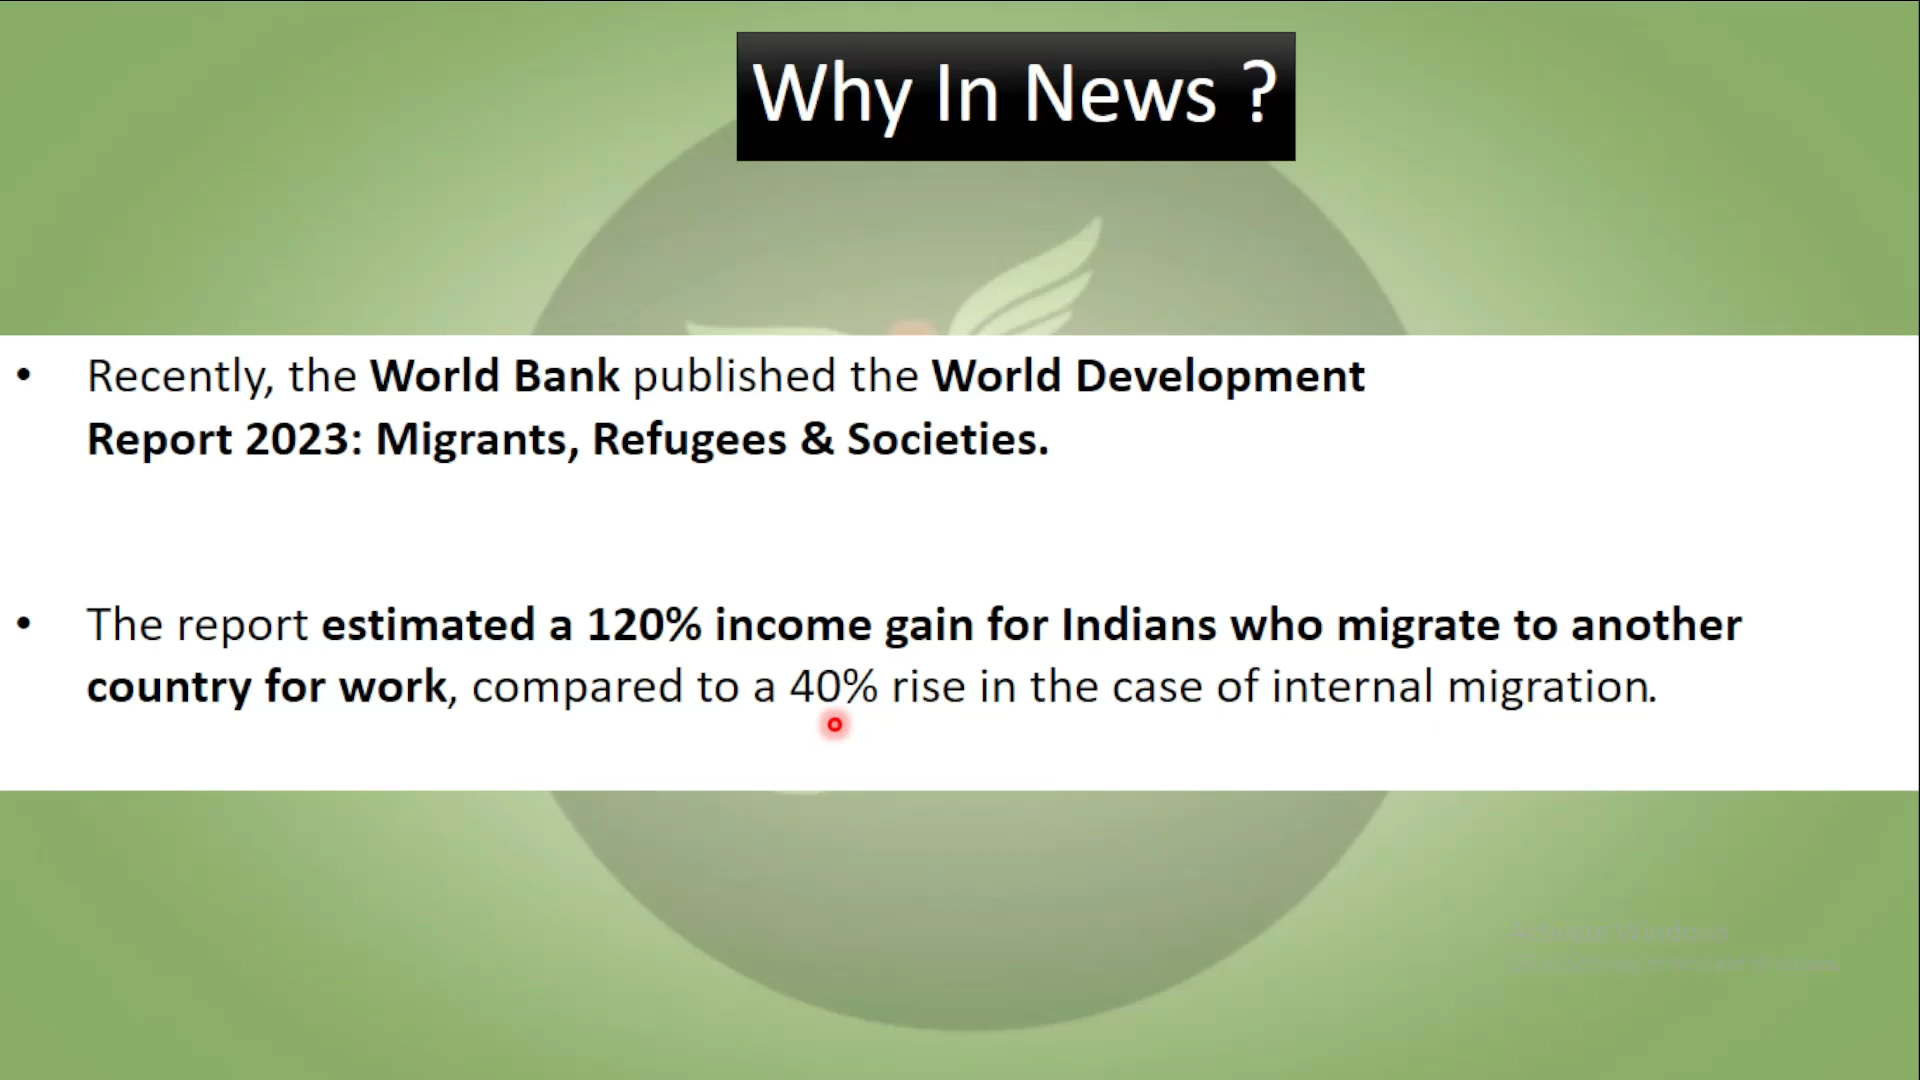 Why In News ?
• Recently, the World Bank published the World Development
Report 2023: Migrants, Refugees & Societies.
• The report estimated a 120% income gain for Indians who migrate to another
country for work, compared to a 40% rise in the case of internal migration.
Activate Windows